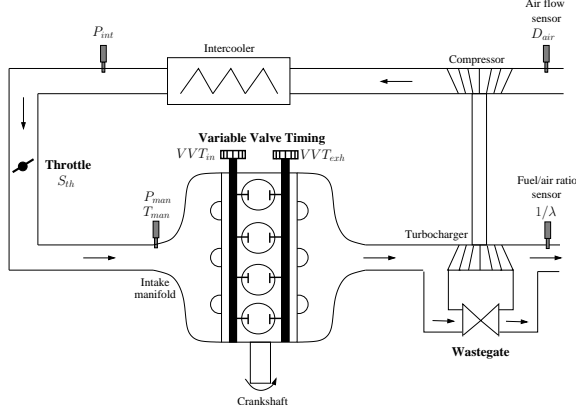 Air flow
sensor
D_air
P_int
Intercooler
Compressor
Variable Valve Timing
VVT_in
VVT_exh
Throttle
S_th
P_man
T_man
Fuel/air ratio
sensor
1/λ
Turbocharger
Intake
manifold
Wastegate
Crankshaft